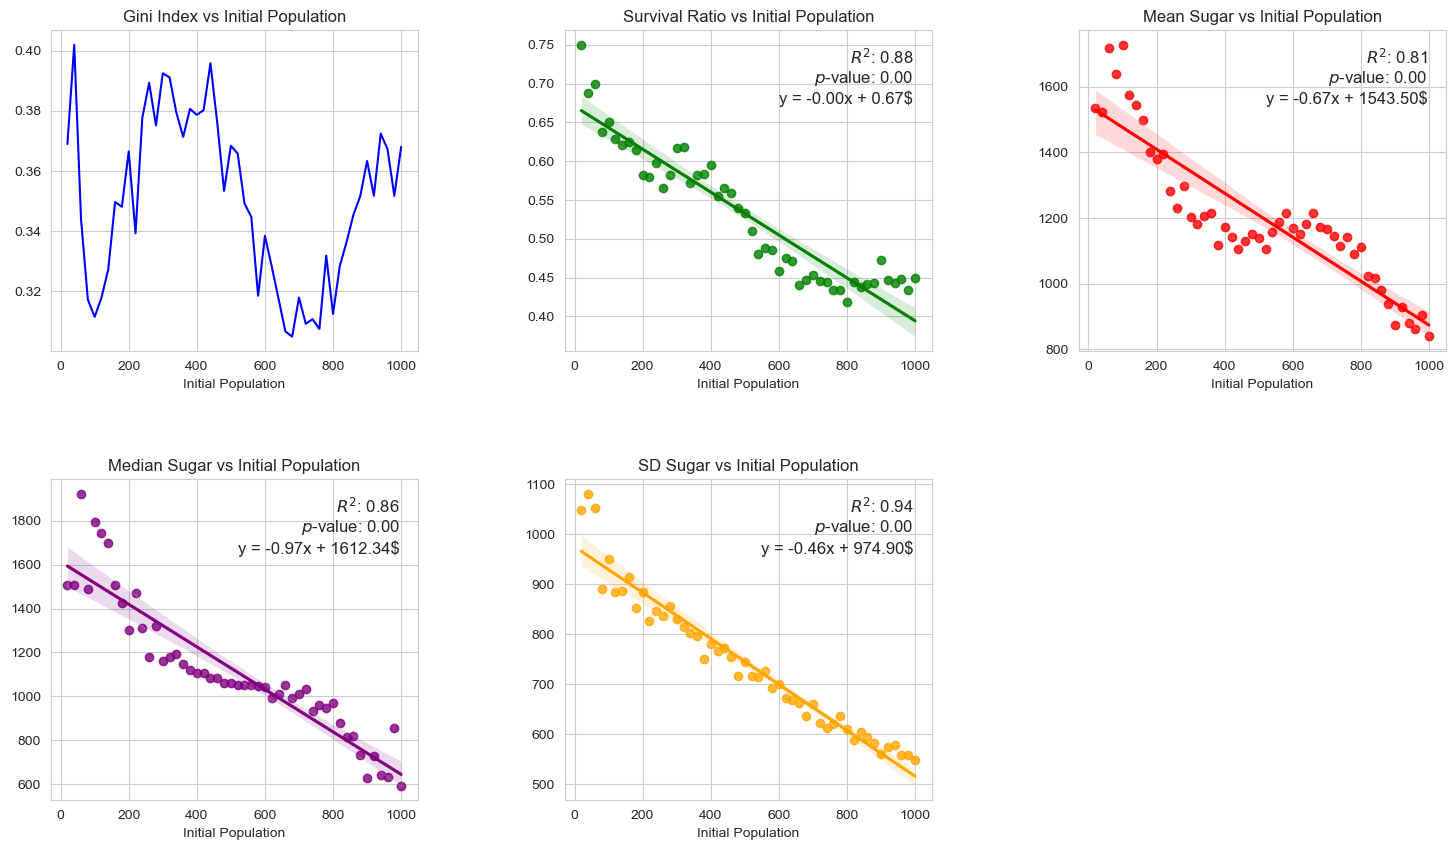 Gini Index vs Initial Population
0.40
0.38
0.36
0.34
0.32
0 200 400 600 800 1000
Initial Population
Survival Ratio vs Initial Population
R²: 0.88
p-value: 0.00
y = -0.00x + 0.67$
0.75
0.70
0.65
0.60
0.55
0.50
0.45
0.40
0 200 400 600 800 1000
Initial Population
Mean Sugar vs Initial Population
R²: 0.81
p-value: 0.00
y = -0.67x + 1543.50$
1600
1400
1200
1000
800
0 200 400 600 800 1000
Initial Population
Median Sugar vs Initial Population
R²: 0.86
p-value: 0.00
y = -0.97x + 1612.34$
1800
1600
1400
1200
1000
800
600
0 200 400 600 800 1000
Initial Population
SD Sugar vs Initial Population
R²: 0.94
p-value: 0.00
y = -0.46x + 974.90$
1100
1000
900
800
700
600
500
0 200 400 600 800 1000
Initial Population